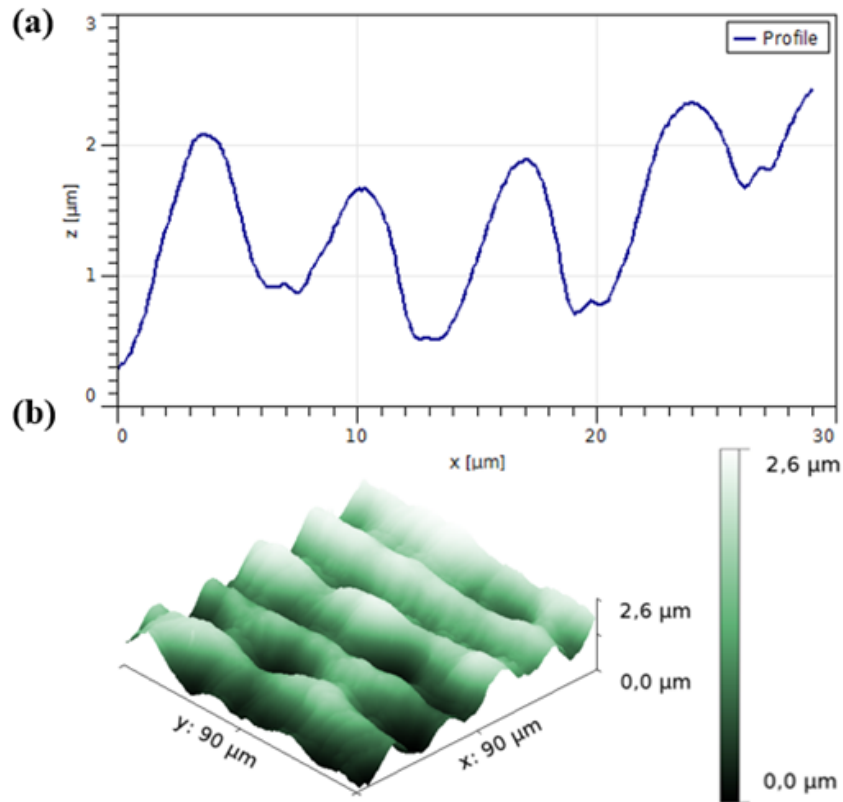 (a)
3
2
1
0
z [µm]
Profile
0 10 20 30
x [µm]
(b)
2,6 µm
0,0 µm
y: 90 µm
x: 90 µm
2,6 µm
0,0 µm